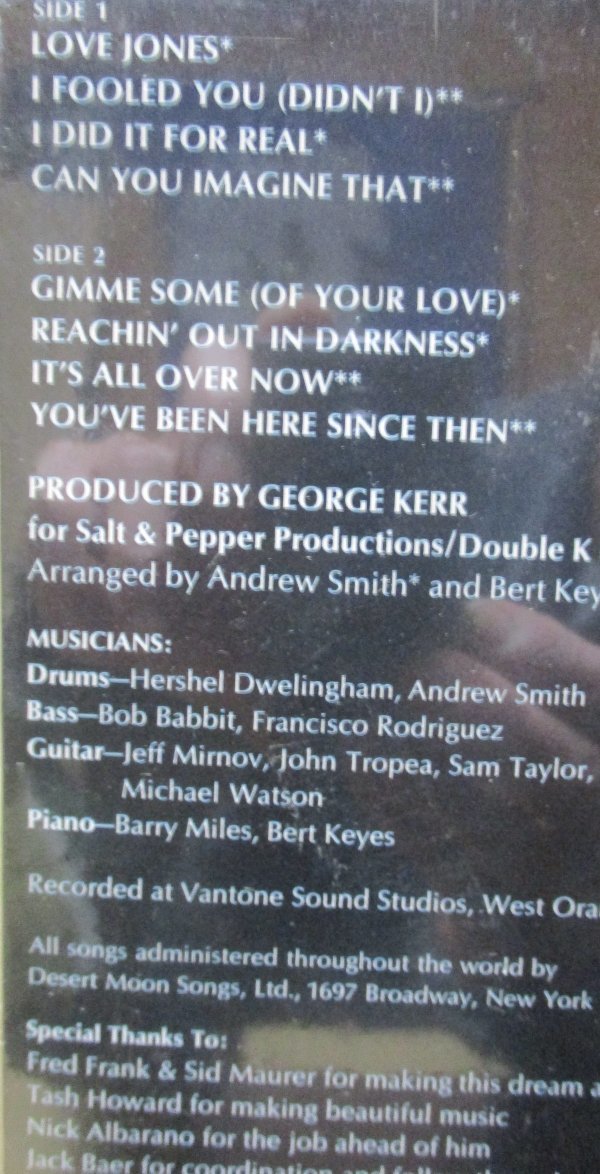 SIDE 1
LOVE JONES*
I FOOLED YOU (DIDN'T I)**
I DID IT FOR REAL*
CAN YOU IMAGINE THAT**
SIDE 2
GIMME SOME (OF YOUR LOVE)*
REACHIN' OUT IN DARKNESS*
IT'S ALL OVER NOW**
YOU'VE BEEN HERE SINCE THEN**
PRODUCED BY GEORGE KERR
for Salt & Pepper Productions/Double K
Arranged by Andrew Smith* and Bert Key
MUSICIANS:
Drums—Hershel Dwelingham, Andrew Smith
Bass—Bob Babbit, Francisco Rodriguez
Guitar—Jeff Mirnov, John Tropea, Sam Taylor,
Michael Watson
Piano—Barry Miles, Bert Keyes
Recorded at Vantone Sound Studios, West Ora
All songs administered throughout the world by
Desert Moon Songs, Ltd., 1697 Broadway, New York
Special Thanks To:
Fred Frank & Sid Maurer for making this dream a
Tash Howard for making beautiful music
Nick Albarano for the job ahead of him
Jack Baer for coordination and